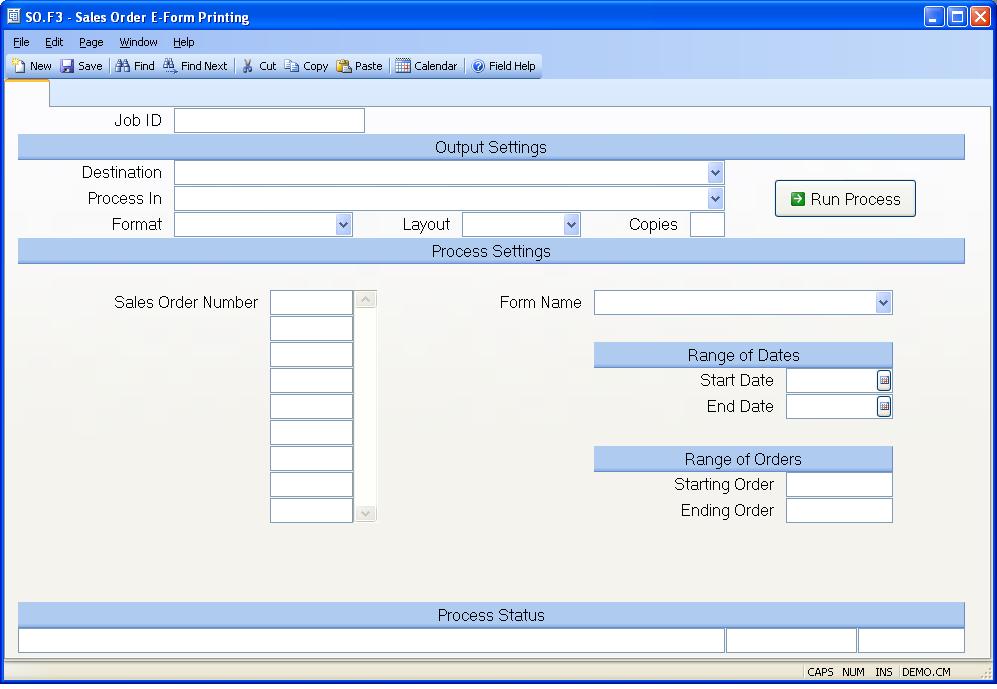 SO.F3 - Sales Order E-Form Printing
File Edit Page Window Help
New Save Find Find Next Cut Copy Paste Calendar Field Help
Job ID
Output Settings
Destination
Process In
Run Process
Format Layout Copies
Process Settings
Sales Order Number Form Name
Range of Dates
Start Date
End Date
Range of Orders
Starting Order
Ending Order
Process Status
CAPS NUM INS DEMO.CM